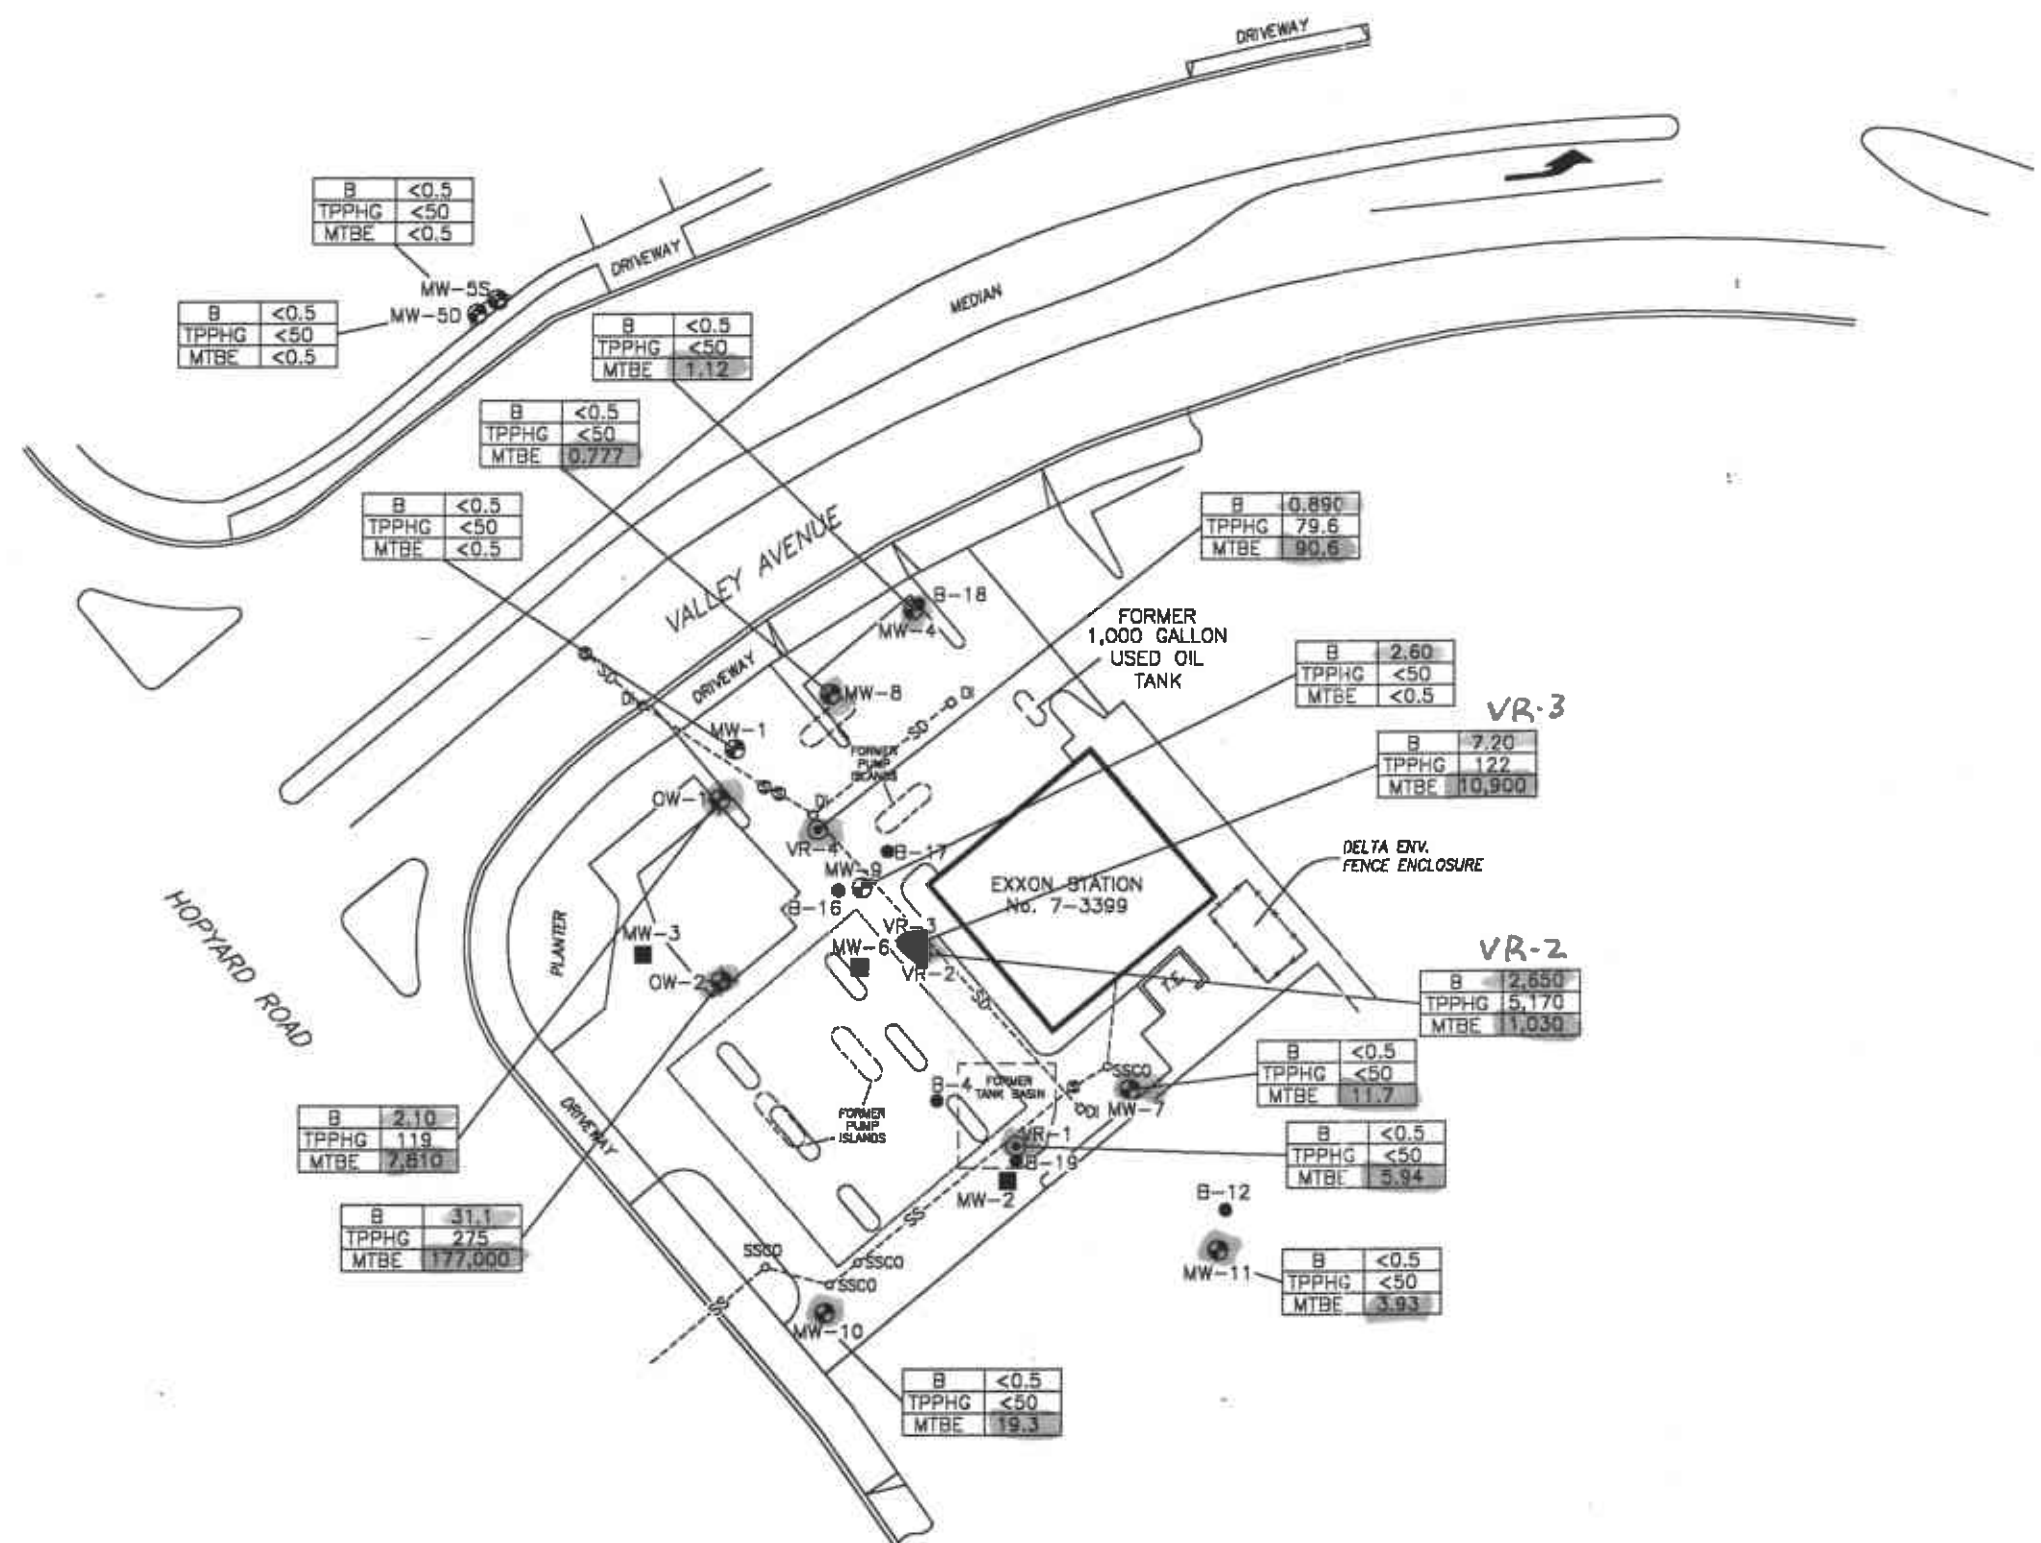 DRIVEWAY
B <0.5
TPPHG <50
MTBE <0.5
MW-5S
MW-5D
B <0.5
TPPHG <50
MTBE <0.5
DRIVEWAY
MEDIAN
B <0.5
TPPHG <50
MTBE 1.12
B <0.5
TPPHG <50
MTBE 0.777
B <0.5
TPPHG <50
MTBE <0.5
VALLEY AVENUE
B 0.890
TPPHG 79.6
MTBE 90.6
B-18
MW-4
FORMER
1,000 GALLON
USED OIL
TANK
B 2.60
TPPHG <50
MTBE <0.5
SD
DI
DRIVEWAY
MW-8
DI
SD
MW-1
FORMER
PUMP
ISLANDS
VR-3
B 7.20
TPPHG 122
MTBE 10,900
OW-1
DI
VR-4
B-17
MW-9
B-16
EXXON STATION
No. 7-3399
DELTA ENV.
FENCE ENCLOSURE
HOPYARD ROAD
PLANTER
MW-3
VR-3
MW-6
VR-2
OW-2
SD
T.E.
VR-2
B 2,650
TPPHG 5,170
MTBE 11,030
B <0.5
TPPHG <50
MTBE 11.7
SSCO
B-4
FORMER
TANK BASIN
DI
MW-7
FORMER
PUMP
ISLANDS
DRIVEWAY
B 2.10
TPPHG 119
MTBE 7,810
VR-1
B-19
MW-2
B <0.5
TPPHG <50
MTBE 5.94
B 31.1
TPPHG 275
MTBE 177,000
B-12
SS
SSCO
SSCO
SSCO
SS
MW-11
B <0.5
TPPHG <50
MTBE 3.93
MW-10
B <0.5
TPPHG <50
MTBE 19.3